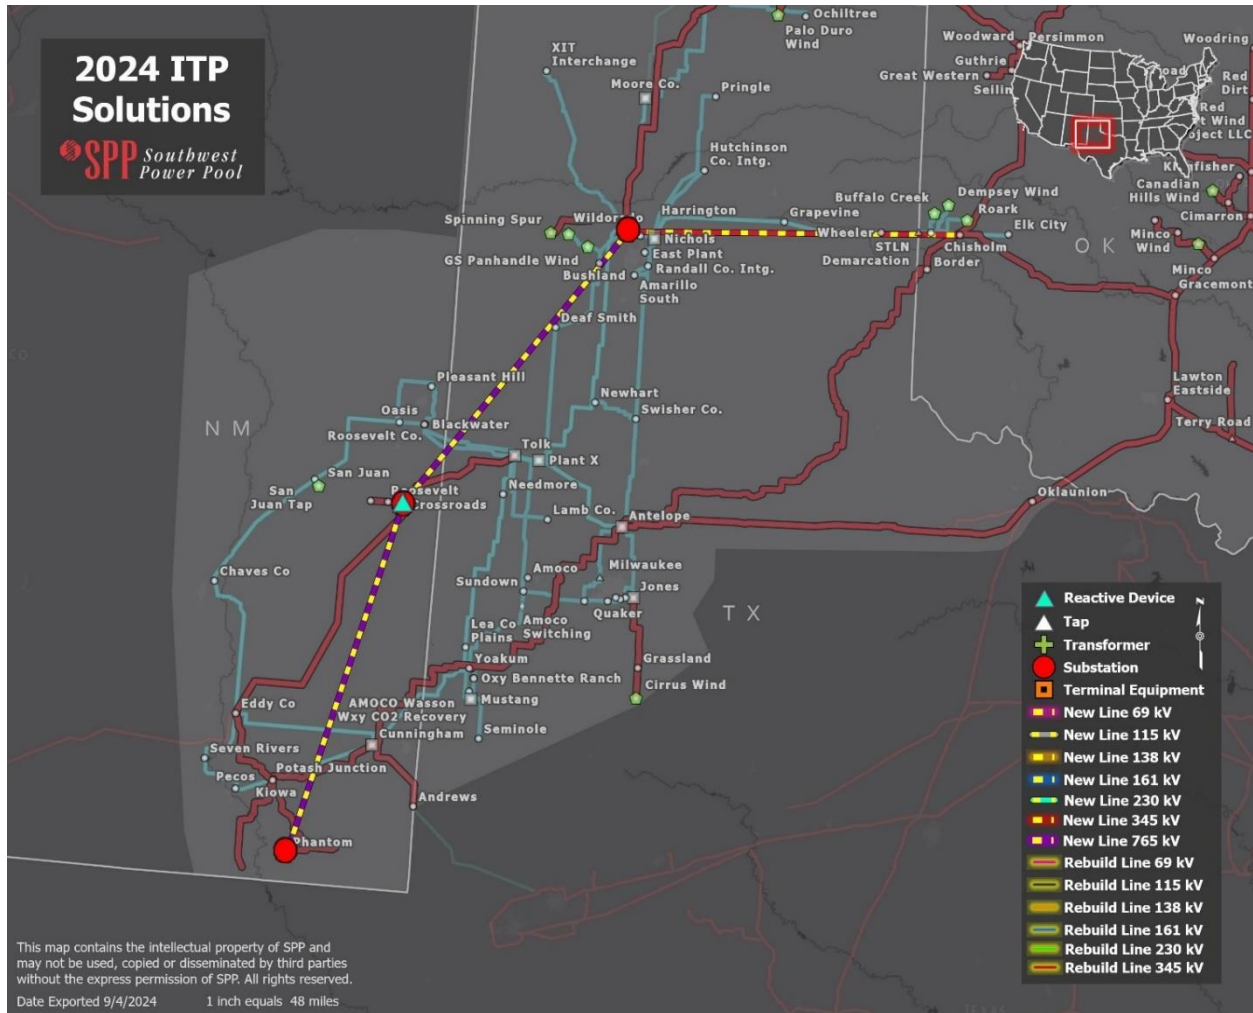 2024 ITP
Solutions
SPP Southwest
Power Pool
XIT
Interchange
Moore Co.
Pringle
Palo Duro
Wind
Ochiltree
Woodward
Persimmon
Woodring
Guthrie
Great Western
Red
Dirt
Red
Hutchinson
Co. Intg.
Kingfisher
Canadian
Hills Wind
Cimarron
Buffalo Creek
Dempsey Wind
Roark
Spinning Spur
Wildorado
Harrington
Grapevine
Wheeler
Elk City
Nichols
STLN
Demarcation
Chisholm
Border
OK
Minco
Wind
Minco
Gracemont
GS Panhandle Wind
East Plant
Randall Co. Intg.
Bushland
Amarillo
South
Deaf Smith
Pleasant Hill
Newhart
Swisher Co.
Lawton
Eastside
Terry Road
NM
Oasis
Blackwater
Roosevelt Co.
Tolk
Plant X
San Juan
San
Juan Tap
Roosevelt
Crossroads
Needmore
Lamb Co.
Antelope
Oklaunion
Chaves Co
Sundown
Amoco
Milwaukee
Jones
Quaker
TX
Lea Co
Plains
Amoco
Switching
Yoakum
Oxy Bennette Ranch
Grassland
Cirrus Wind
Eddy Co
AMOCO Wasson
Wxy CO2 Recovery
Mustang
Cunningham
Seminole
Seven Rivers
Potash Junction
Pecos
Kiowa
Andrews
Phantom
Reactive Device
N
Tap
Transformer
Substation
Terminal Equipment
New Line 69 kV
New Line 115 kV
New Line 138 kV
New Line 161 kV
New Line 230 kV
New Line 345 kV
New Line 765 kV
Rebuild Line 69 kV
Rebuild Line 115 kV
Rebuild Line 138 kV
Rebuild Line 161 kV
Rebuild Line 230 kV
Rebuild Line 345 kV
This map contains the intellectual property of SPP and
may not be used, copied or disseminated by third parties
without the express permission of SPP. All rights reserved.
Date Exported 9/4/2024 1 inch equals 48 miles